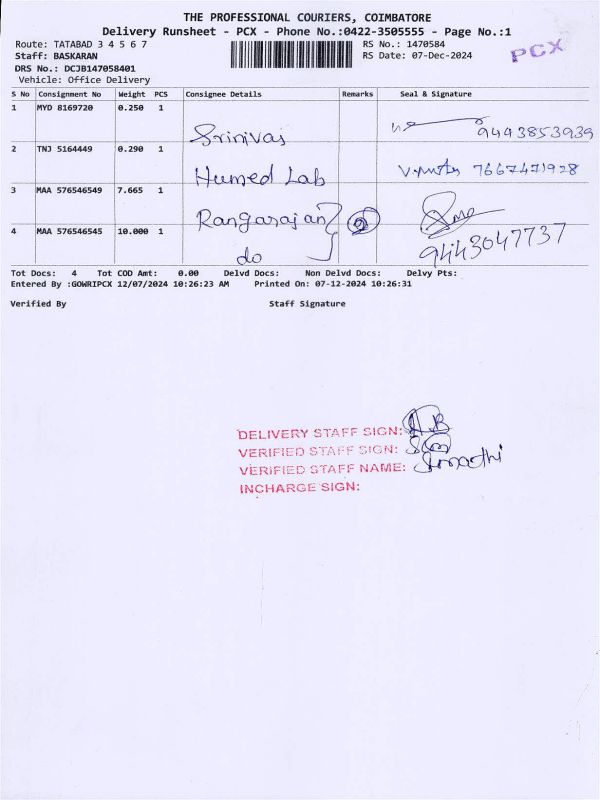 THE PROFESSIONAL COURIERS, COIMBATORE
Delivery Runsheet - PCX - Phone No.:0422-3505555 - Page No.:1
Route: TATABAD 3 4 5 6 7
RS No.: 1470584
PCX
Staff: BASKARAN
RS Date: 07-Dec-2024
DRS No.: DCJB147058401
Vehicle: Office Delivery
S No Consignment No Weight PCS Consignee Details Remarks Seal & Signature
1 MYD 8169720 0.250 1 Srinivas 9443853939
2 TNJ 5164449 0.290 1 Humed Lab 7667471928
3 MAA 576546549 7.665 1 Rangarajan 2
4 MAA 576546545 10.000 1 do 9443047737
Tot Docs: 4 Tot COD Amt: 0.00 Delvd Docs: Non Delvd Docs: Delvy Pts:
Entered By :GOWRIPCX 12/07/2024 10:26:23 AM Printed On: 07-12-2024 10:26:31
Verified By Staff Signature
DELIVERY STAFF SIGN:
VERIFIED STAFF SIGN:
VERIFIED STAFF NAME:
INCHARGE SIGN: